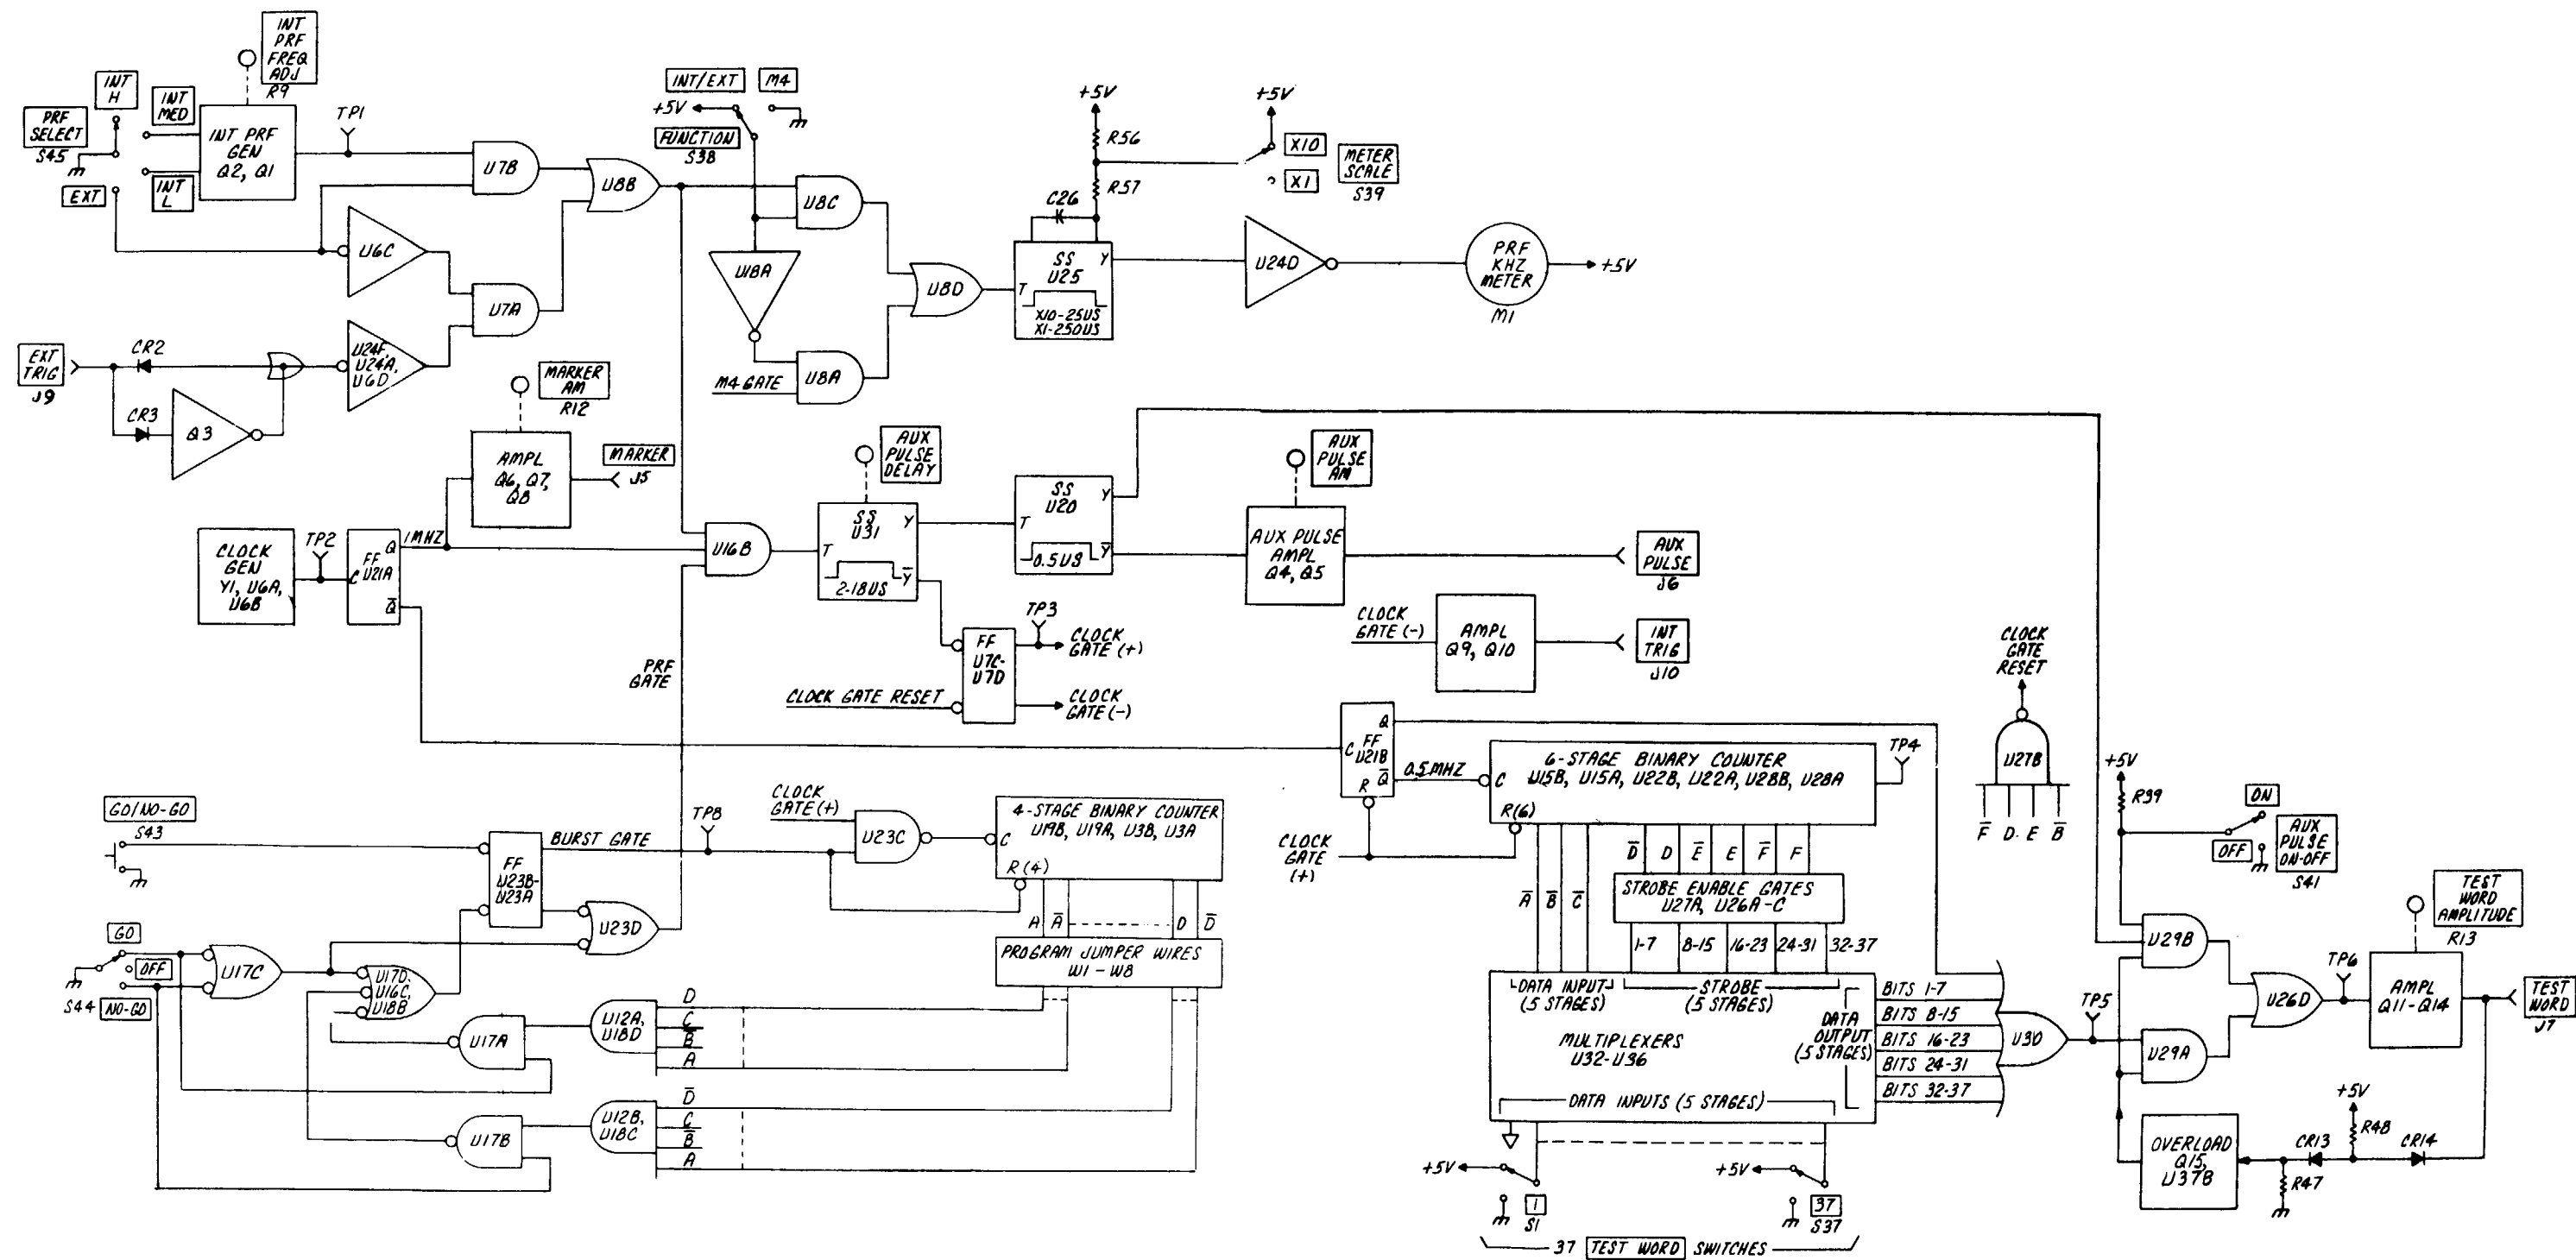 INT
PRF
FREQ
ADJ
R9
INT
H
INT
MED
PRF
SELECT
S45
INT PRF
GEN
Q2, Q1
INT
L
EXT
TP1
U7B
U8B
U6C
U7A
EXT
TRIG
J9
CR2
CR3
Q3
U24F,
U24A,
U6D
INT/EXT
M4
+5V
FUNCTION
S38
U8C
U18A
U8A
M4 GATE
U8D
+5V
R56
R57
C26
+5V
X10
X1
METER
SCALE
S39
SS
U25
T
Y
X10-25US
X1-250US
U24D
PRF
KHZ
METER
M1
+5V
MARKER
AM
R12
AMPL
Q6, Q7,
Q8
MARKER
J5
CLOCK
GEN
Y1, U6A,
U6B
TP2
FF
U21A
C
Q
Q̅
1MHZ
U16B
PRF
GATE
AUX
PULSE
DELAY
SS
U31
T
Y
Y̅
2-18US
SS
U20
T
Y
Y̅
0.5US
AUX
PULSE
AM
AUX PULSE
AMPL
Q4, Q5
AUX
PULSE
J6
CLOCK
GATE (-)
AMPL
Q9, Q10
INT
TRIG
J10
FF
U7C-
U7D
TP3
CLOCK
GATE (+)
CLOCK GATE RESET
CLOCK
GATE (-)
CLOCK
GATE
RESET
U27B
F̅ D E B̅
FF
U21B
C
Q
Q̅
R
0.5MHZ
CLOCK
GATE
(+)
6-STAGE BINARY COUNTER
U15B, U15A, U22B, U22A, U28B, U28A
C
R(6)
TP4
A̅ B̅ C̅
D̅ D E̅ E F̅ F
STROBE ENABLE GATES
U27A, U26A-C
1-7 8-15 16-23 24-31 32-37
DATA INPUT
(5 STAGES)
STROBE
(5 STAGES)
MULTIPLEXERS
U32-U36
DATA
OUTPUT
(5 STAGES)
BITS 1-7
BITS 8-15
BITS 16-23
BITS 24-31
BITS 32-37
DATA INPUTS (5 STAGES)
+5V
1
S1
+5V
37
S37
37 TEST WORD SWITCHES
GO/NO-GO
S43
FF
U23B-
U23A
BURST GATE
TP8
CLOCK
GATE (+)
U23C
4-STAGE BINARY COUNTER
U19B, U19A, U3B, U3A
C
R (4)
A A̅ D D̅
PROGRAM JUMPER WIRES
W1-W8
U23D
GO
OFF
S44
NO-GO
U17C
U17D,
U16C,
U18B
U17A
U12A,
U18D
D
C
B̅
A
U17B
U12B,
U18C
D̅
C
B̅
A
U30
TP5
+5V
R39
ON
OFF
AUX
PULSE
ON-OFF
S41
U29B
U29A
U26D
TP6
TEST
WORD
AMPLITUDE
R13
AMPL
Q11-Q14
TEST
WORD
J7
OVERLOAD
Q15,
U37B
CR13
+5V
R48
CR14
R47